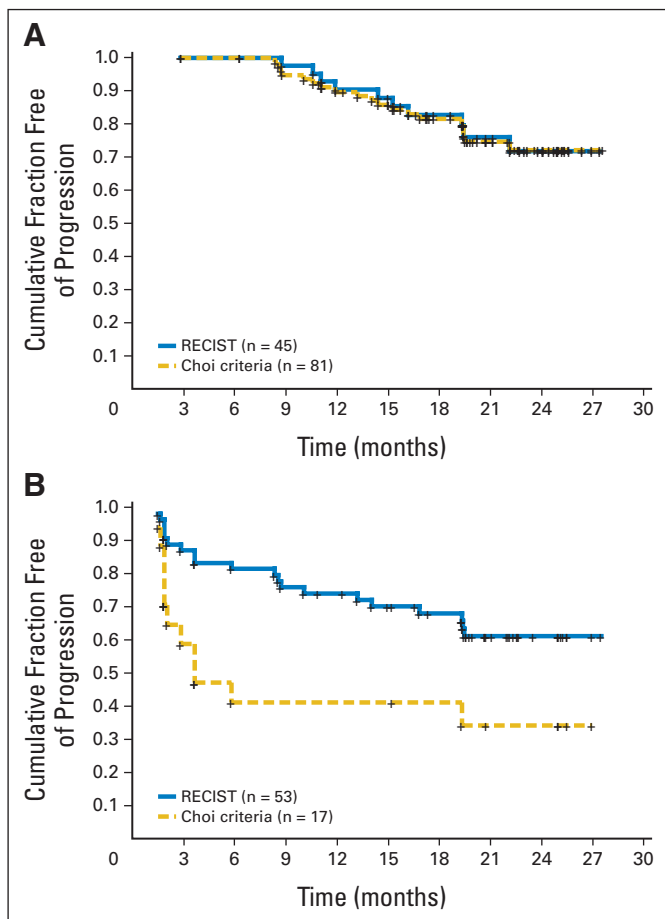 A
1.0
0.9
0.8
0.7
0.6
0.5
0.4
0.3
0.2
0.1
Cumulative Fraction Free
of Progression
RECIST (n = 45)
Choi criteria (n = 81)
0 3 6 9 12 15 18 21 24 27 30
Time (months)
B
1.0
0.9
0.8
0.7
0.6
0.5
0.4
0.3
0.2
0.1
Cumulative Fraction Free
of Progression
RECIST (n = 53)
Choi criteria (n = 17)
0 3 6 9 12 15 18 21 24 27 30
Time (months)